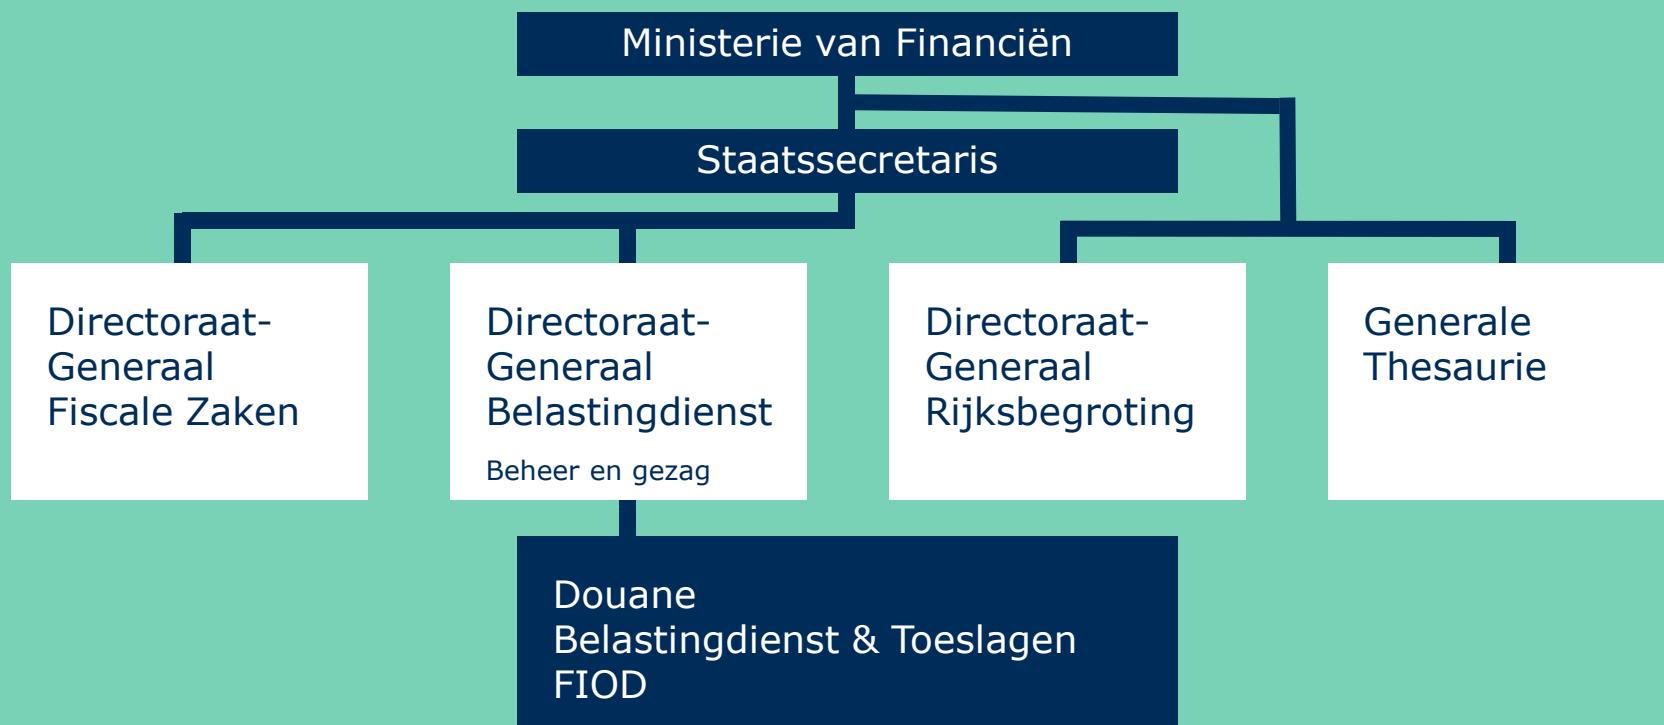 Ministerie van Financiën
Staatssecretaris
Directoraat-
Generaal
Fiscale Zaken
Directoraat-
Generaal
Belastingdienst
Beheer en gezag
Directoraat-
Generaal
Rijksbegroting
Generale
Thesaurie
Douane
Belastingdienst & Toeslagen
FIOD